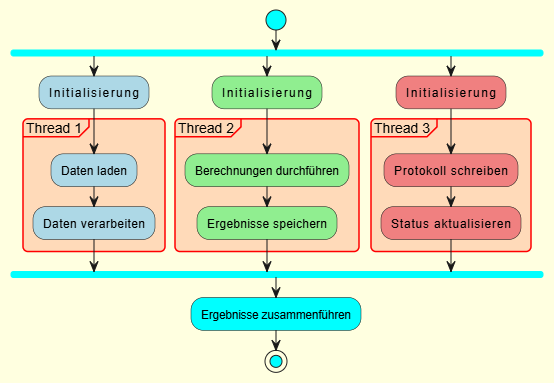 Initialisierung
Initialisierung
Initialisierung
Thread 1
Thread 2
Thread 3
Daten laden
Berechnungen durchführen
Protokoll schreiben
Daten verarbeiten
Ergebnisse speichern
Status aktualisieren
Ergebnisse zusammenführen